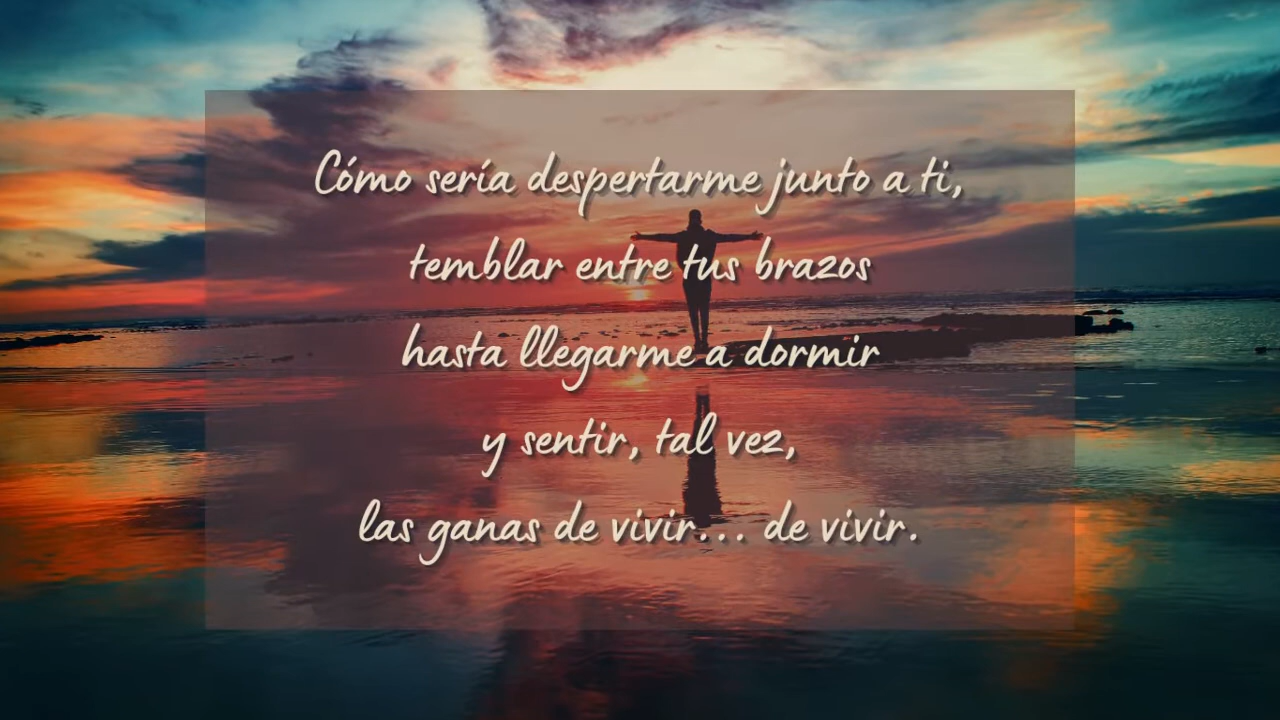 Cómo sería despertarme junto a ti,
temblar entre tus brazos
hasta llegarme a dormir
y sentir, tal vez,
las ganas de vivir... de vivir.